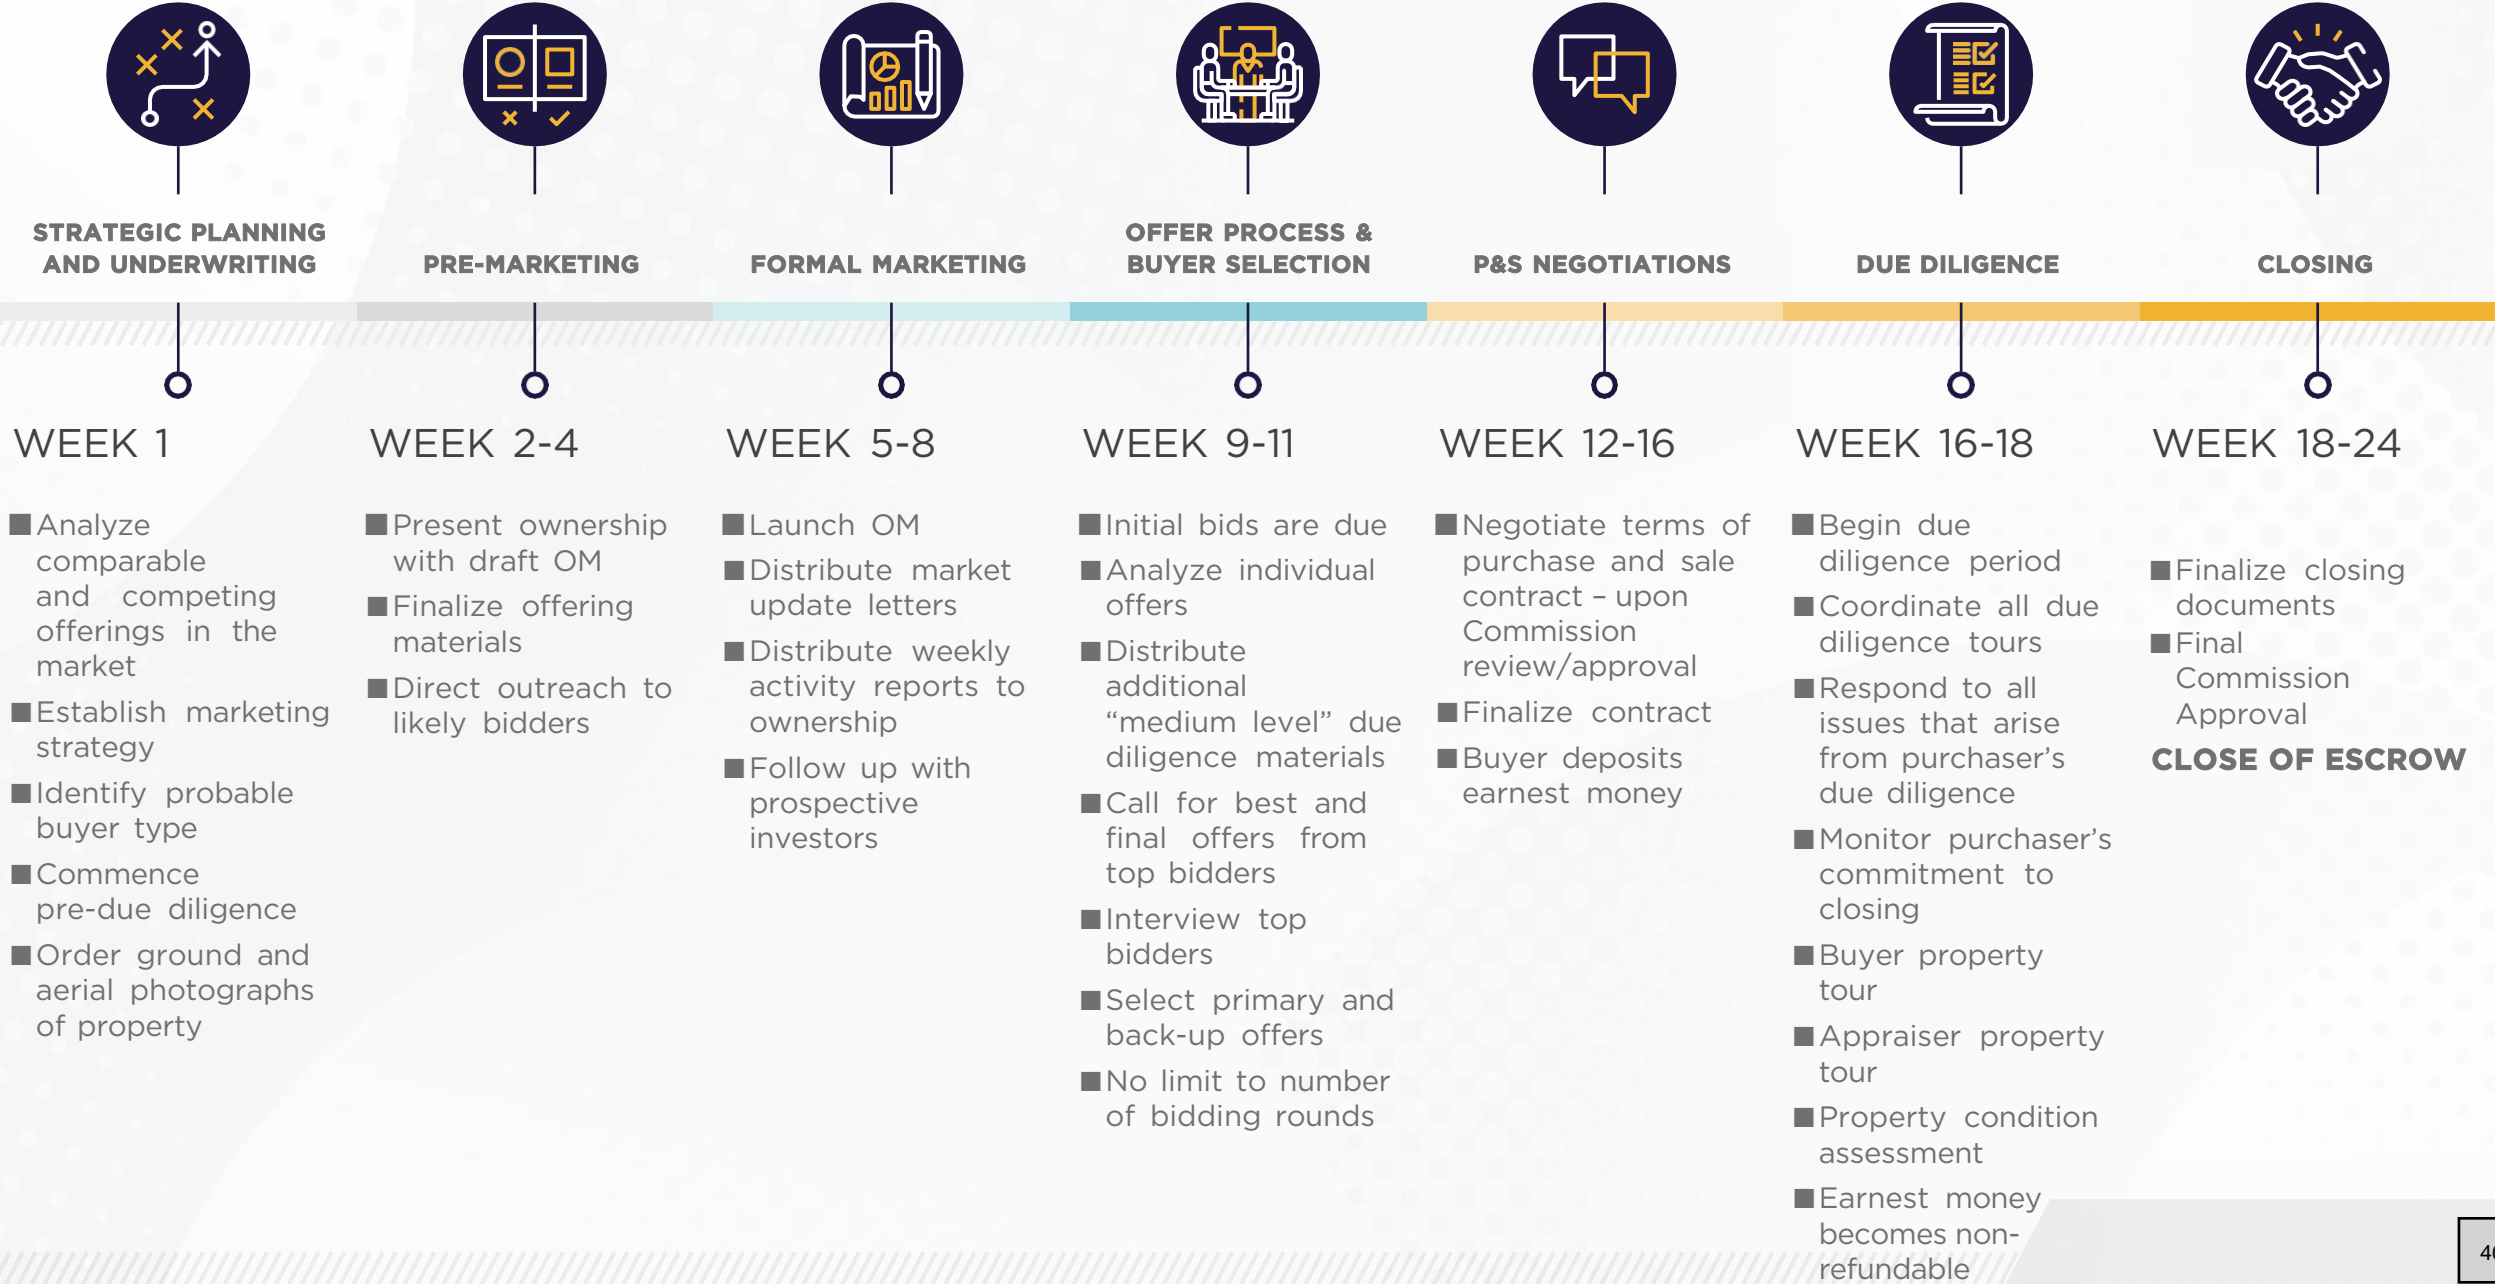 STRATEGIC PLANNING
AND UNDERWRITING
PRE-MARKETING
FORMAL MARKETING
OFFER PROCESS &
BUYER SELECTION
P&S NEGOTIATIONS
DUE DILIGENCE
CLOSING
WEEK 1
■Analyze
comparable
and competing
offerings in the
market
■Establish marketing
strategy
■Identify probable
buyer type
■Commence
pre-due diligence
■Order ground and
aerial photographs
of property
WEEK 2-4
■Present ownership
with draft OM
■Finalize offering
materials
■Direct outreach to
likely bidders
WEEK 5-8
■Launch OM
■Distribute market
update letters
■Distribute weekly
activity reports to
ownership
■Follow up with
prospective
investors
WEEK 9-11
■Initial bids are due
■Analyze individual
offers
■Distribute
additional
“medium level” due
diligence materials
■Call for best and
final offers from
top bidders
■Interview top
bidders
■Select primary and
back-up offers
■No limit to number
of bidding rounds
WEEK 12-16
■Negotiate terms of
purchase and sale
contract – upon
Commission
review/approval
■Finalize contract
■Buyer deposits
earnest money
WEEK 16-18
■Begin due
diligence period
■Coordinate all due
diligence tours
■Respond to all
issues that arise
from purchaser’s
due diligence
■Monitor purchaser’s
commitment to
closing
■Buyer property
tour
■Appraiser property
tour
■Property condition
assessment
■Earnest money
becomes non-
refundable
WEEK 18-24
■Finalize closing
documents
■Final
Commission
Approval
CLOSE OF ESCROW